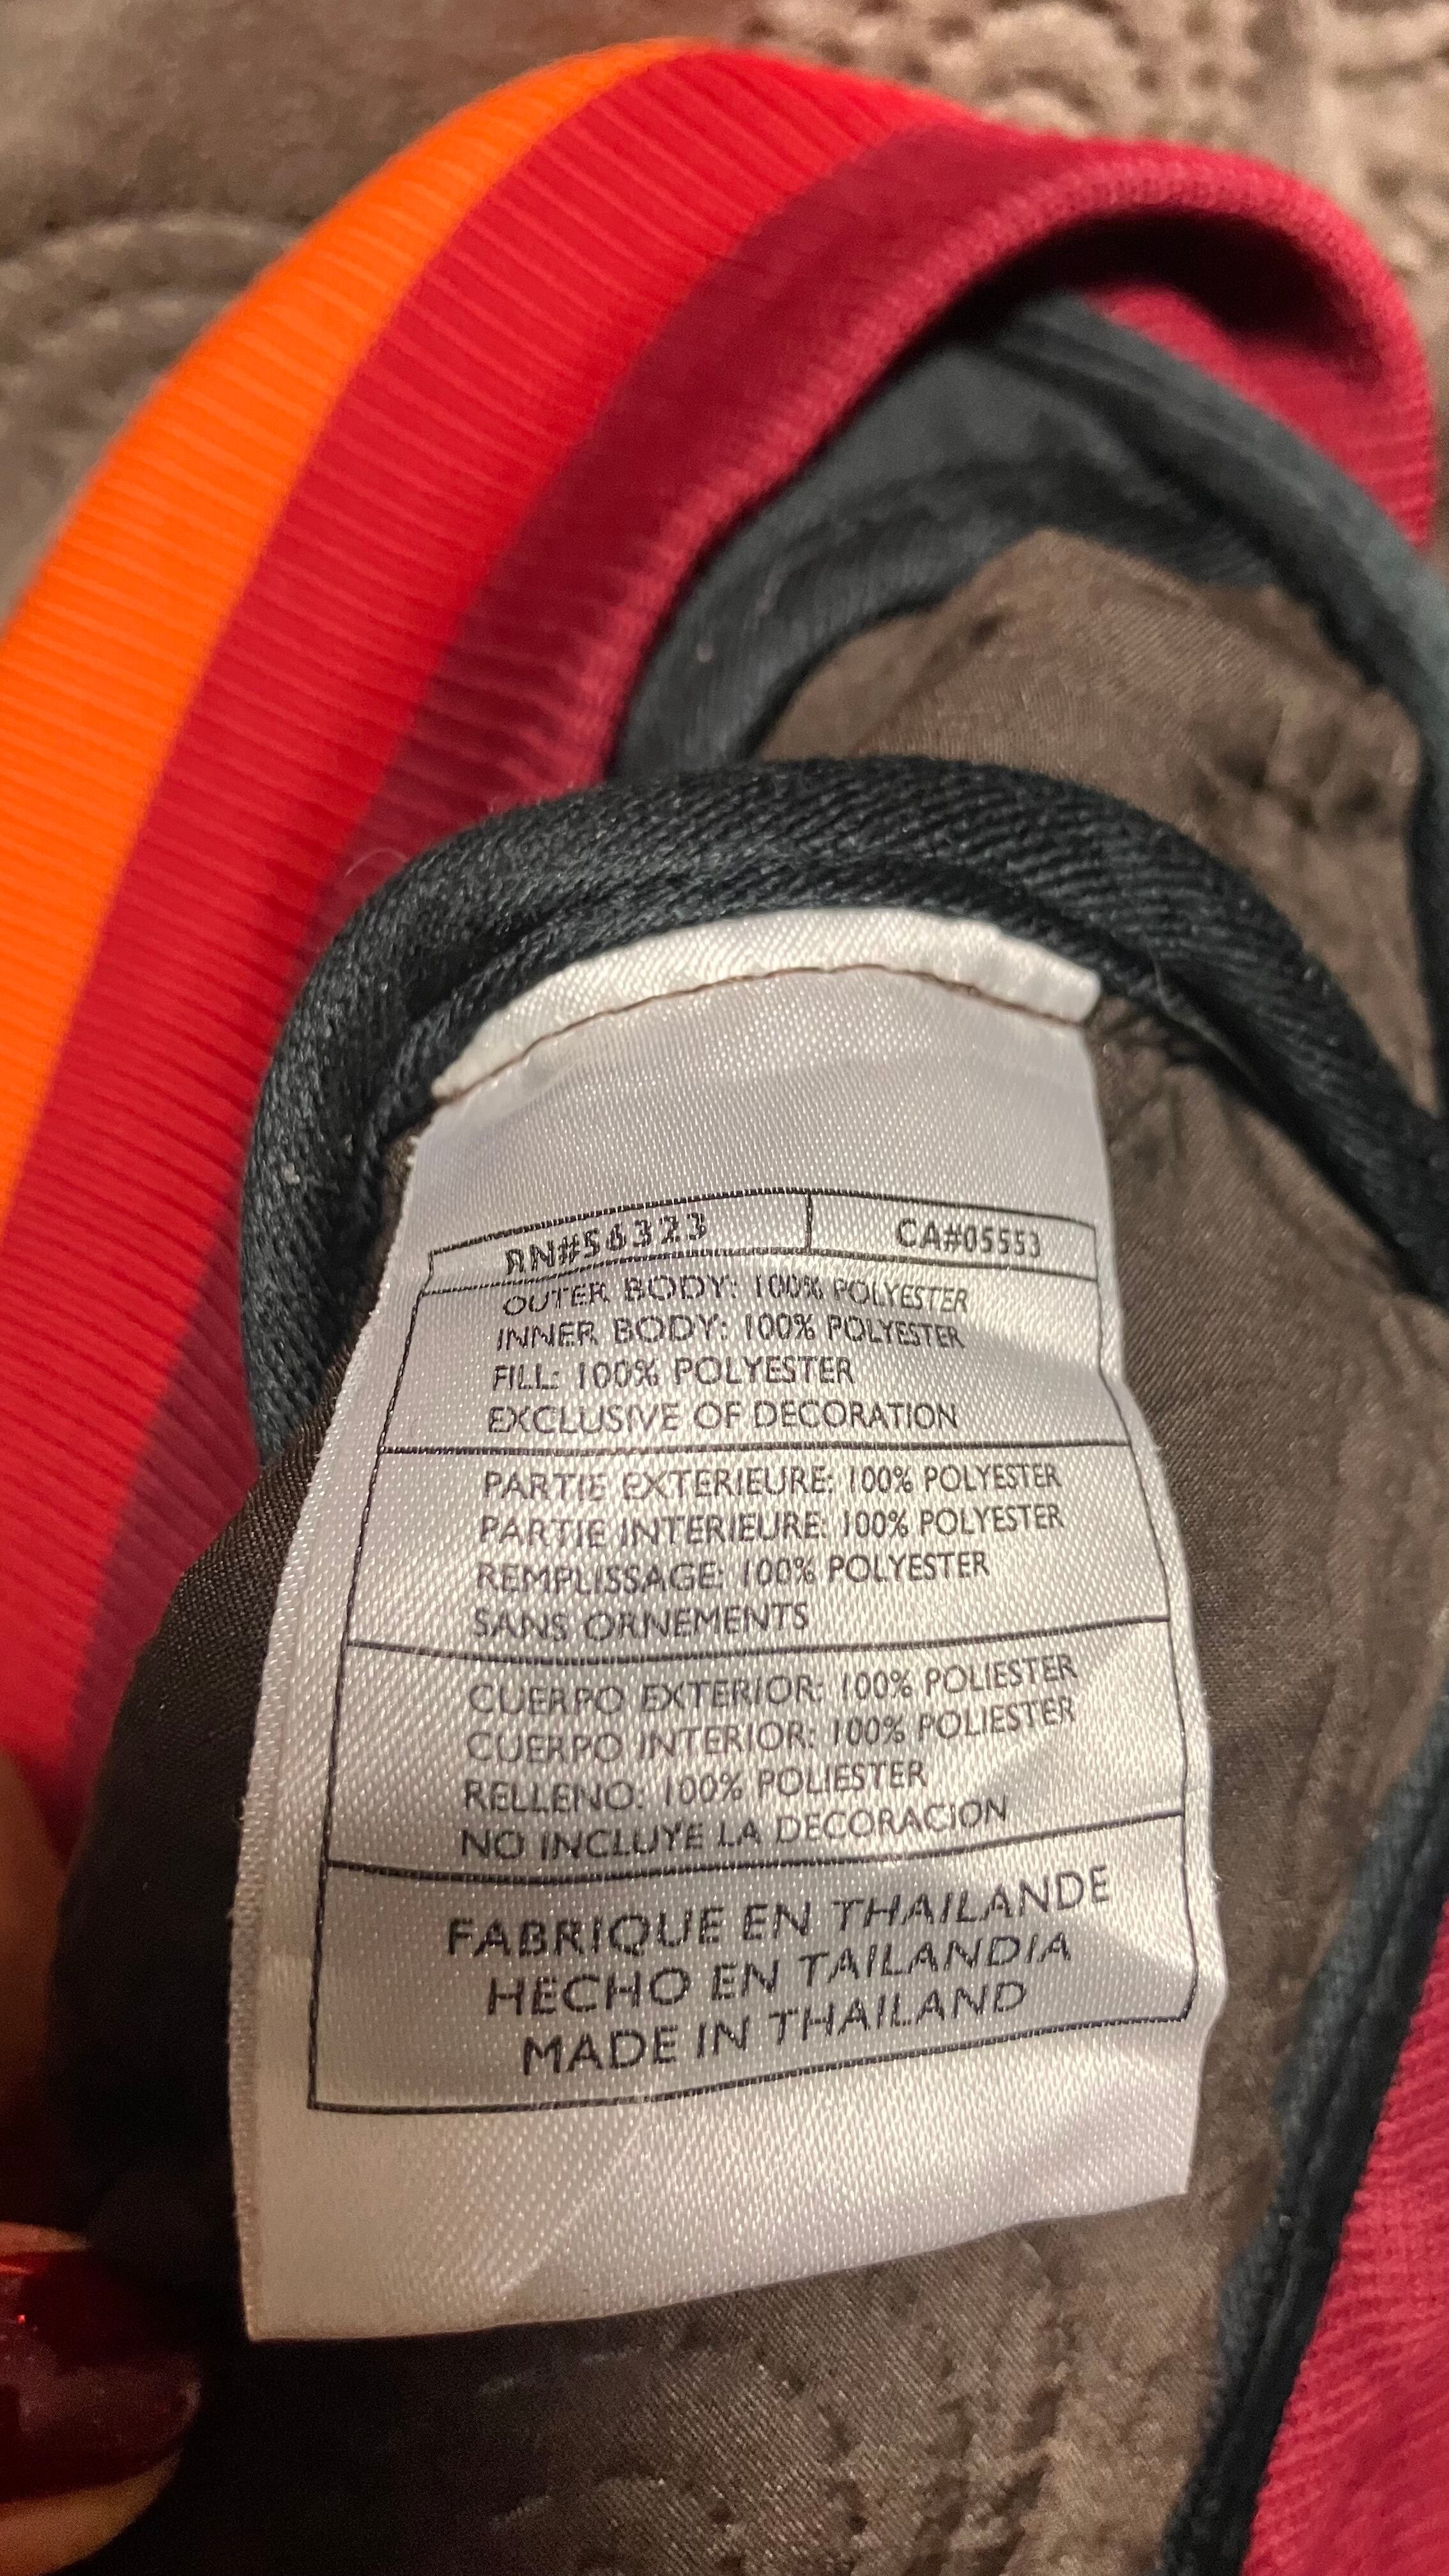 RN#56323 CA#05553
OUTER BODY: 100% POLYESTER
INNER BODY: 100% POLYESTER
FILL: 100% POLYESTER
EXCLUSIVE OF DECORATION
PARTIE EXTERIEURE: 100% POLYESTER
PARTIE INTERIEURE: 100% POLYESTER
REMPLISSAGE: 100% POLYESTER
SANS ORNEMENTS
CUERPO EXTERIOR: 100% POLIESTER
CUERPO INTERIOR: 100% POLIESTER
RELLENO: 100% POLIESTER
NO INCLUYE LA DECORACION
FABRIQUE EN THAILANDE
HECHO EN TAILANDIA
MADE IN THAILAND